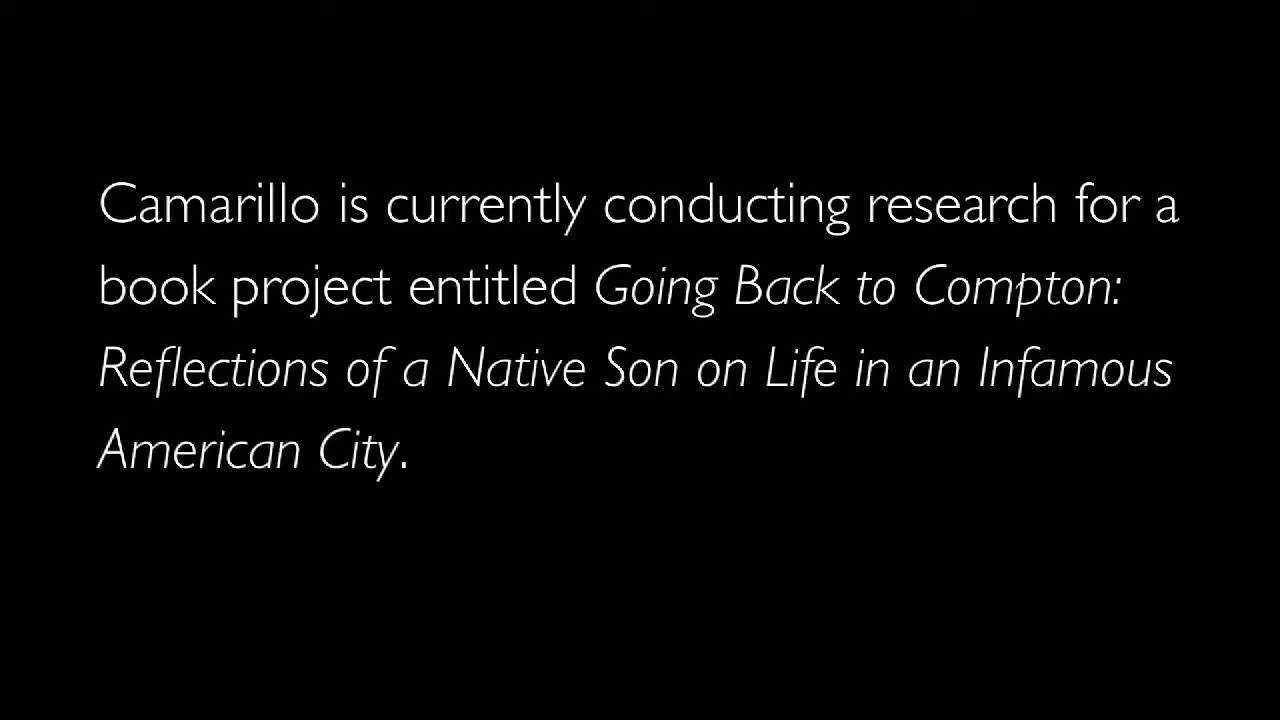 Camarillo is currently conducting research for a
book project entitled Going Back to Compton:
Reflections of a Native Son on Life in an Infamous
American City.